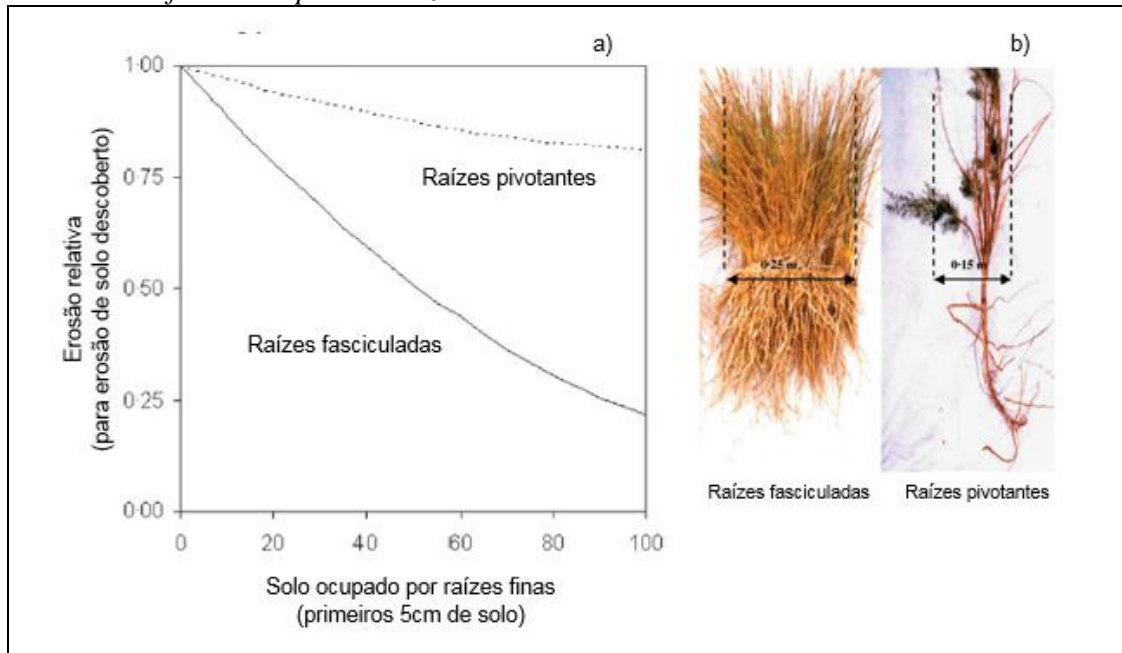 a)
b)
1·00
0·75
0·50
0·25
0·00
Erosão relativa
(para erosão de solo descoberto)
Raízes pivotantes
Raízes fasciculadas
0
20
40
60
80
100
Solo ocupado por raízes finas
(primeiros 5cm de solo)
0·25 m
0·15 m
Raízes fasciculadas
Raízes pivotantes